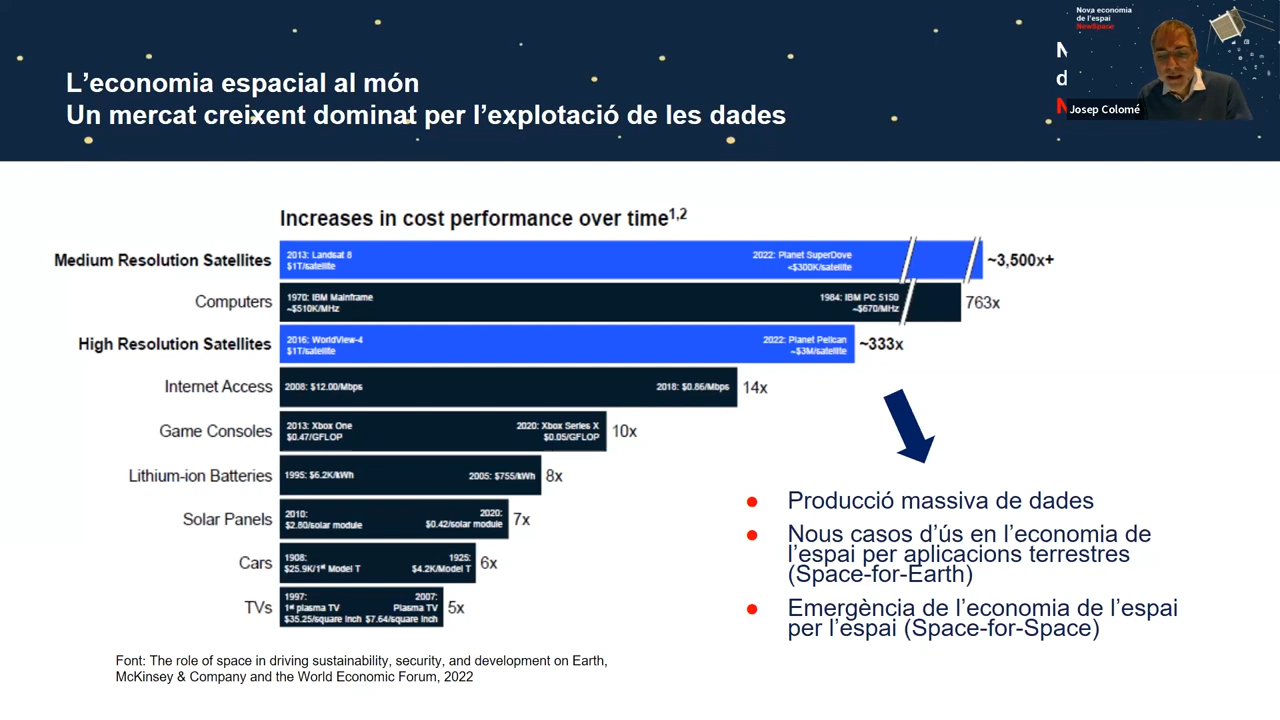 Nova economia
de l'espai
NewSpace
N
d
N
Josep Colomé
L'economia espacial al món
Un mercat creixent dominat per l'explotació de les dades
Increases in cost performance over time1,2
Medium Resolution Satellites
2013: Landsat 8
$1T/satellite
2022: Planet SuperDove
<$300K/satellite
~3,500x+
Computers
1970: IBM Mainframe
~$510K/MHz
1984: IBM PC 5150
~$670/MHz
763x
High Resolution Satellites
2016: WorldView-4
$1T/satellite
2022: Planet Pelican
~$3M/satellite
~333x
Internet Access
2008: $12.00/Mbps
2018: $0.86/Mbps
14x
Game Consoles
2013: Xbox One
$0.47/GFLOP
2020: Xbox Series X
$0.05/GFLOP
10x
Lithium-ion Batteries
1995: $6.2K/kWh
2005: $755/kWh
8x
Solar Panels
2010:
$2.80/solar module
2020:
$0.42/solar module
7x
Cars
1908:
$25.9K/1st Model T
1925:
$4.2K/Model T
6x
TVs
1997:
1st plasma TV
$35.25/square inch
2007:
Plasma TV
$7.64/square inch
5x
● Producció massiva de dades
● Nous casos d'ús en l'economia de
l'espai per aplicacions terrestres
(Space-for-Earth)
● Emergència de l'economia de l'espai
per l'espai (Space-for-Space)
Font: The role of space in driving sustainability, security, and development on Earth,
McKinsey & Company and the World Economic Forum, 2022